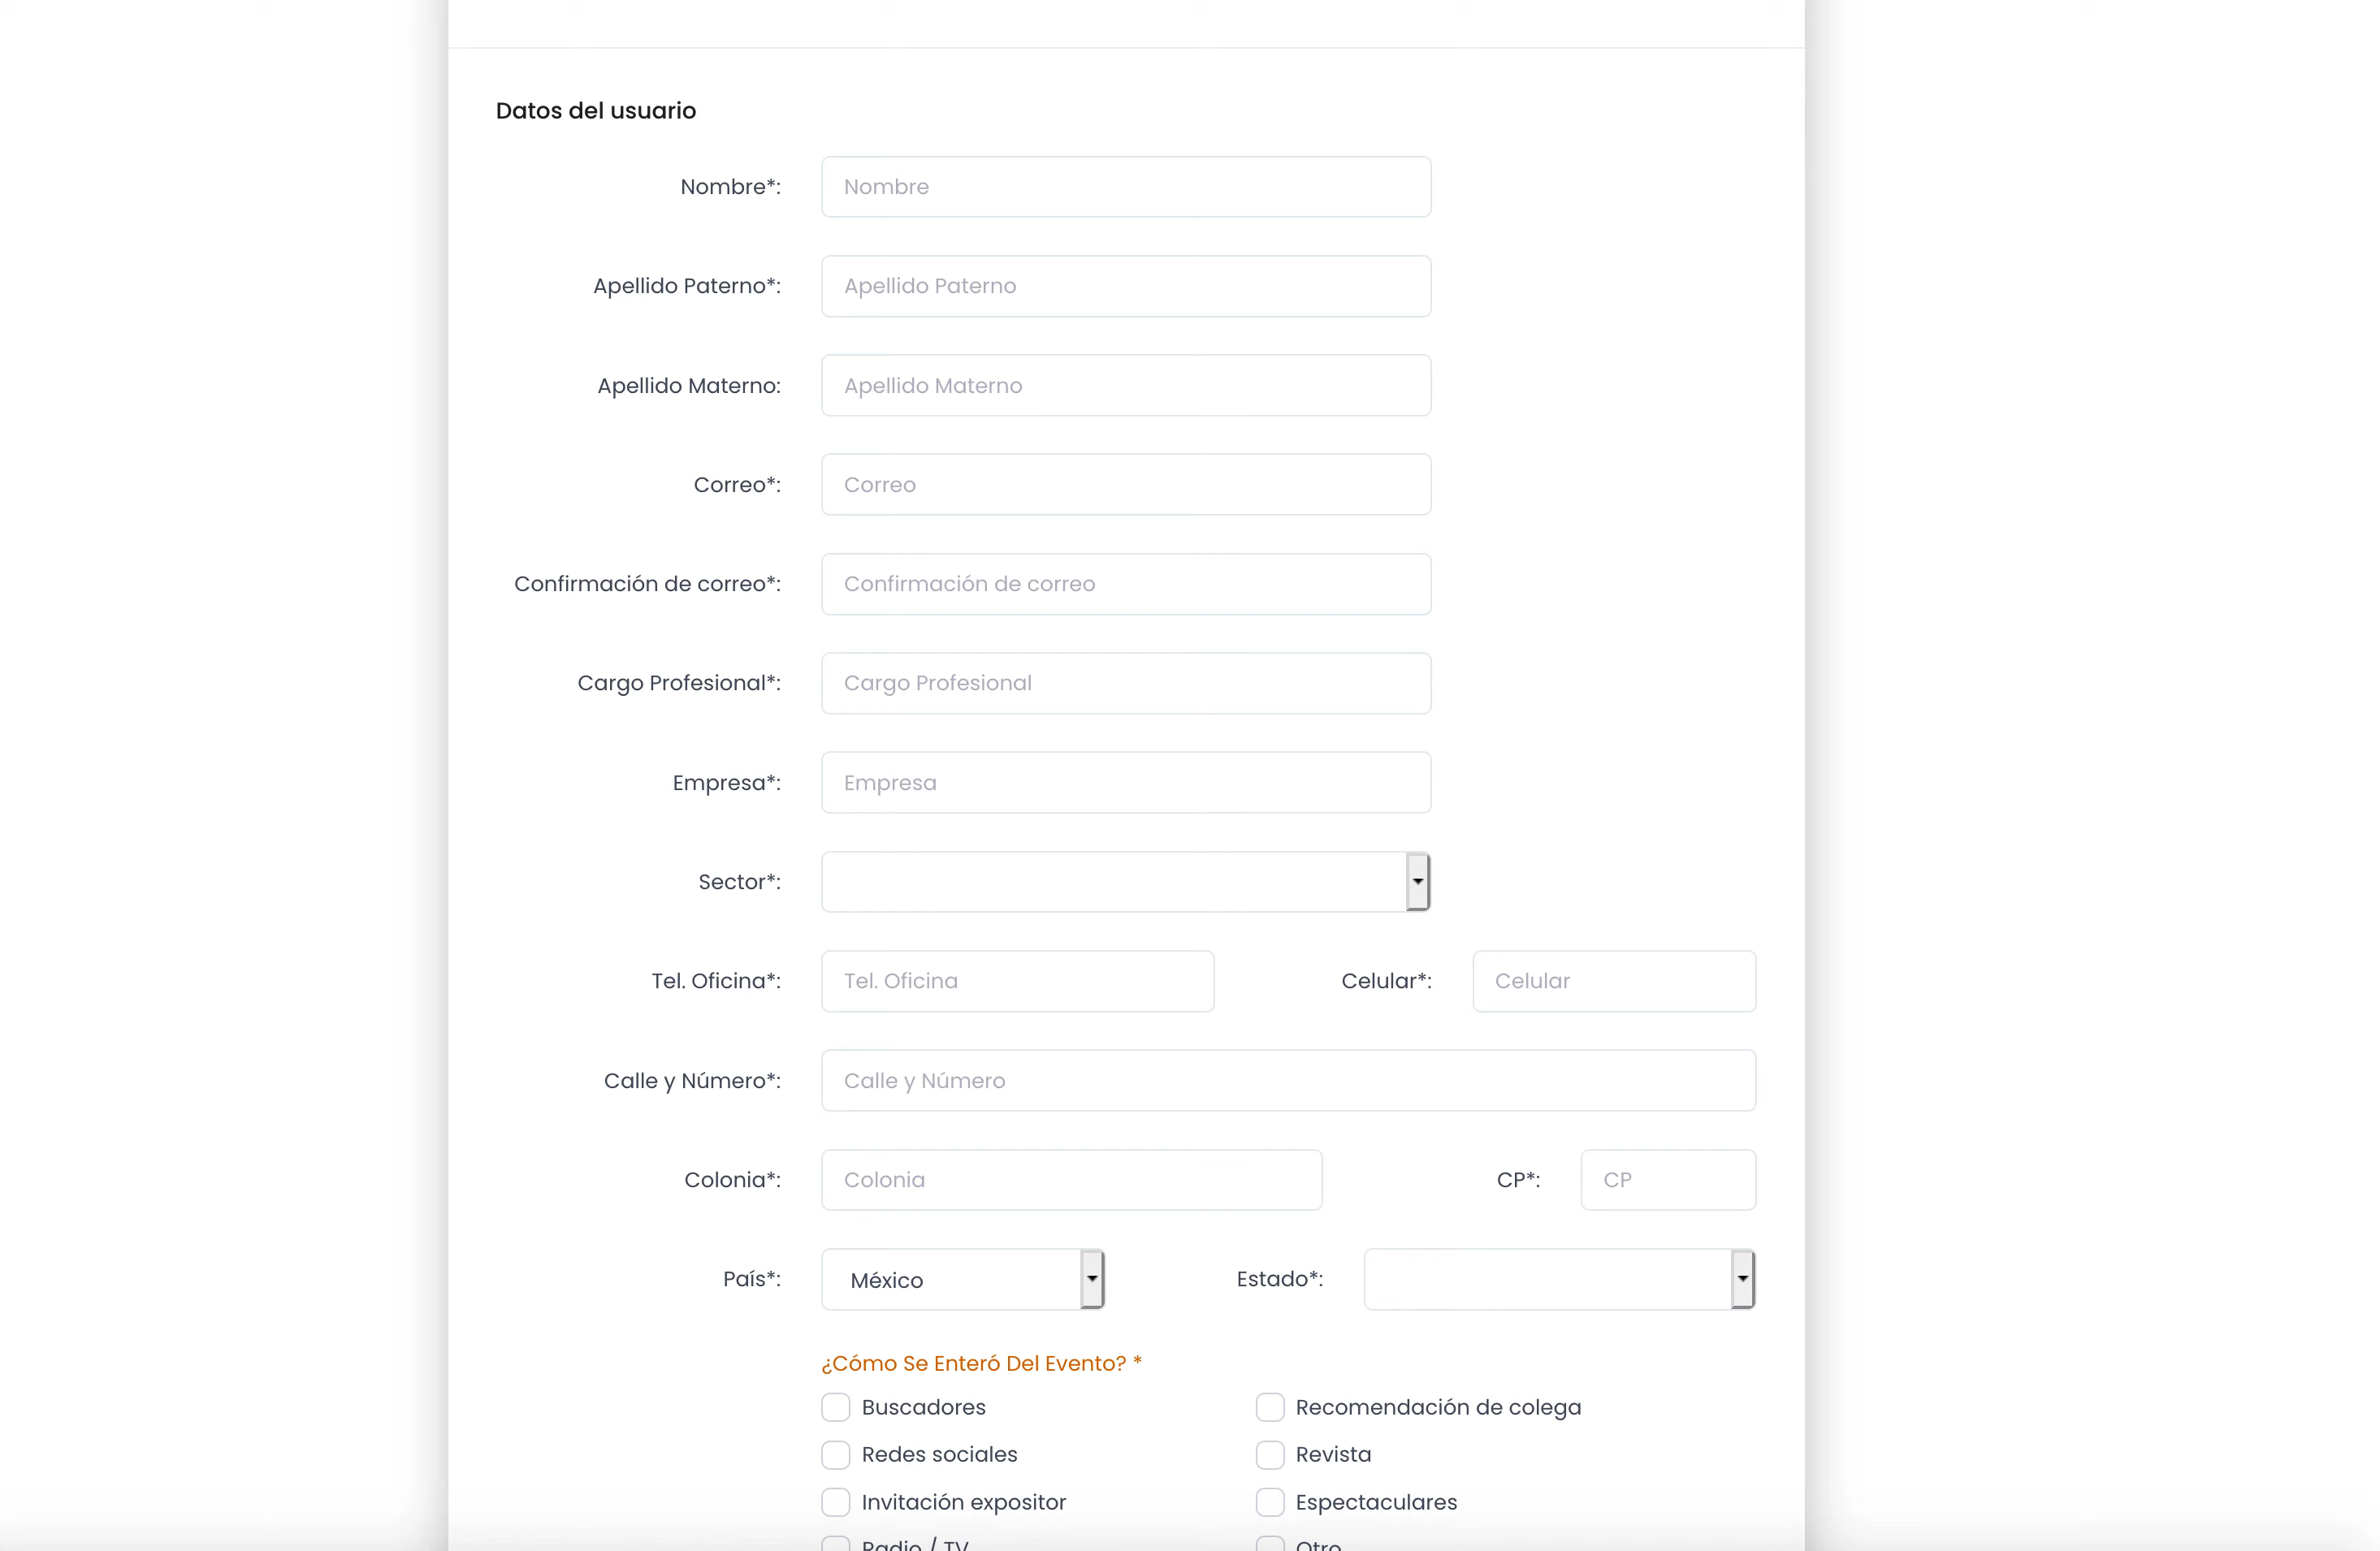 Datos del usuario
Nombre*: Nombre
Apellido Paterno*: Apellido Paterno
Apellido Materno: Apellido Materno
Correo*: Correo
Confirmación de correo*: Confirmación de correo
Cargo Profesional*: Cargo Profesional
Empresa*: Empresa
Sector*:
Tel. Oficina*: Tel. Oficina Celular*: Celular
Calle y Número*: Calle y Número
Colonia*: Colonia CP*: CP
País*: México Estado*:
¿Cómo Se Enteró Del Evento? *
Buscadores Recomendación de colega
Redes sociales Revista
Invitación expositor Espectaculares
Radio / TV Otro